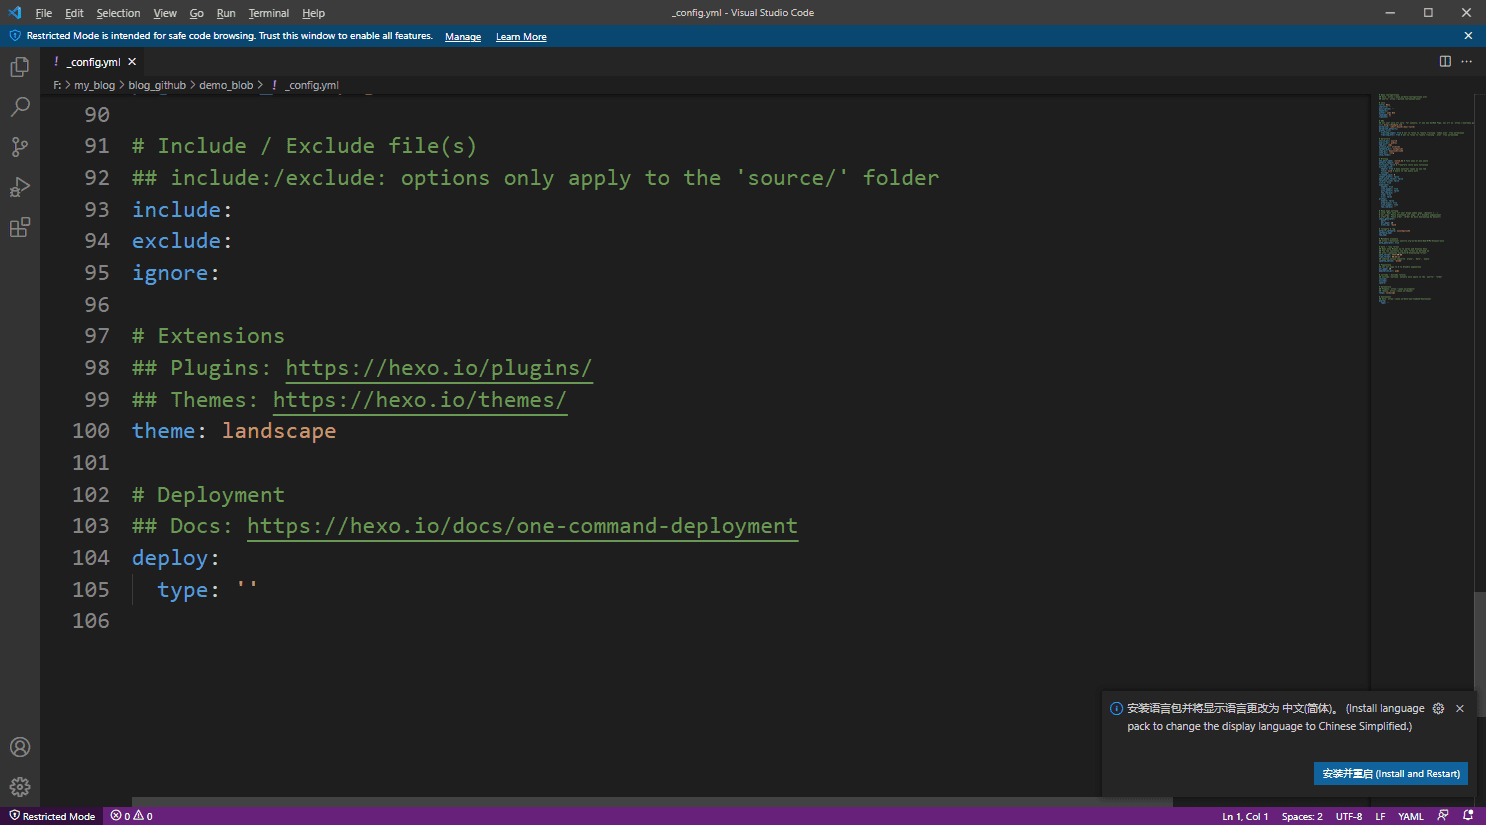 File Edit Selection View Go Run Terminal Help
_config.yml - Visual Studio Code
Restricted Mode is intended for safe code browsing. Trust this window to enable all features. Manage Learn More
! _config.yml
F: > my_blog > blog_github > demo_blob > ! _config.yml
90
91 # Include / Exclude file(s)
92 ## include:/exclude: options only apply to the 'source/' folder
93 include:
94 exclude:
95 ignore:
96
97 # Extensions
98 ## Plugins: https://hexo.io/plugins/
99 ## Themes: https://hexo.io/themes/
100 theme: landscape
101
102 # Deployment
103 ## Docs: https://hexo.io/docs/one-command-deployment
104 deploy:
105   type: ''
106
安装语言包并将显示语言更改为 中文(简体)。 (Install language
pack to change the display language to Chinese Simplified.)
安装并重启 (Install and Restart)
Restricted Mode 0 0
Ln 1, Col 1 Spaces: 2 UTF-8 LF YAML